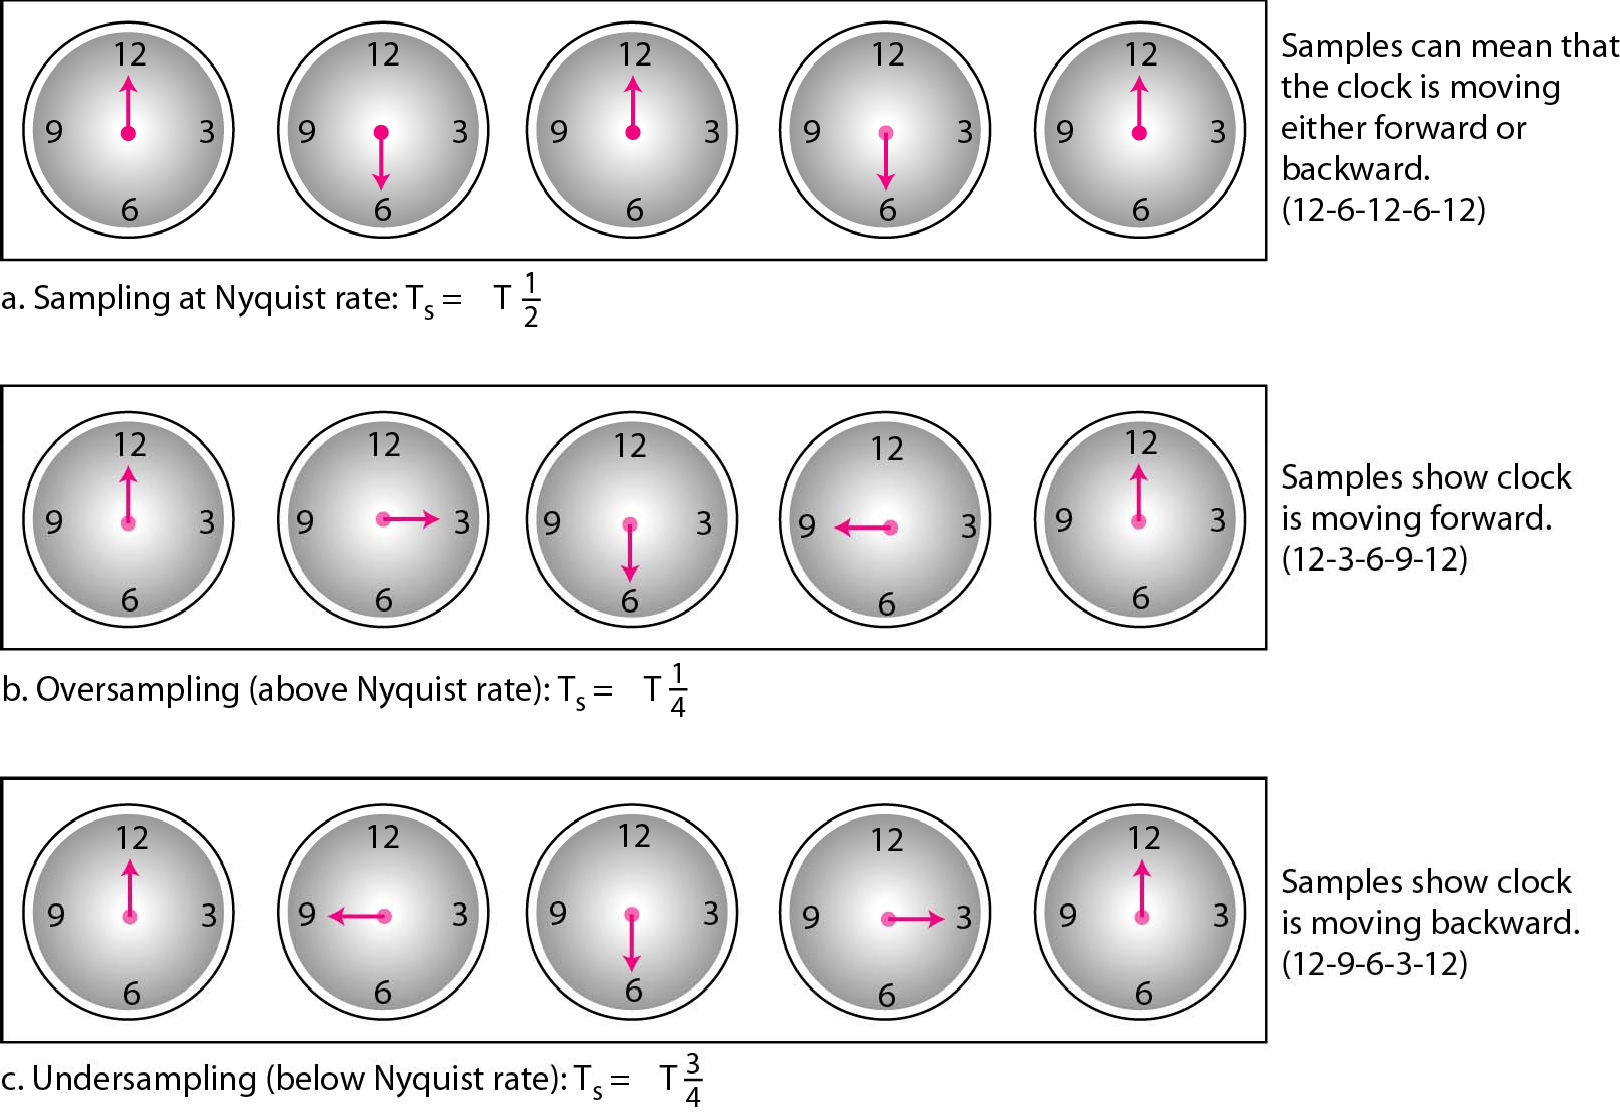 12 12 12 12 12
9 3 9 3 9 3 9 3 9 3
6 6 6 6 6
Samples can mean that
the clock is moving
either forward or
backward.
(12-6-12-6-12)
a. Sampling at Nyquist rate: Ts = T 1/2
12 12 12 12 12
9 3 9 3 9 3 9 3 9 3
6 6 6 6 6
Samples show clock
is moving forward.
(12-3-6-9-12)
b. Oversampling (above Nyquist rate): Ts = T 1/4
12 12 12 12 12
9 3 9 3 9 3 9 3 9 3
6 6 6 6 6
Samples show clock
is moving backward.
(12-9-6-3-12)
c. Undersampling (below Nyquist rate): Ts = T 3/4